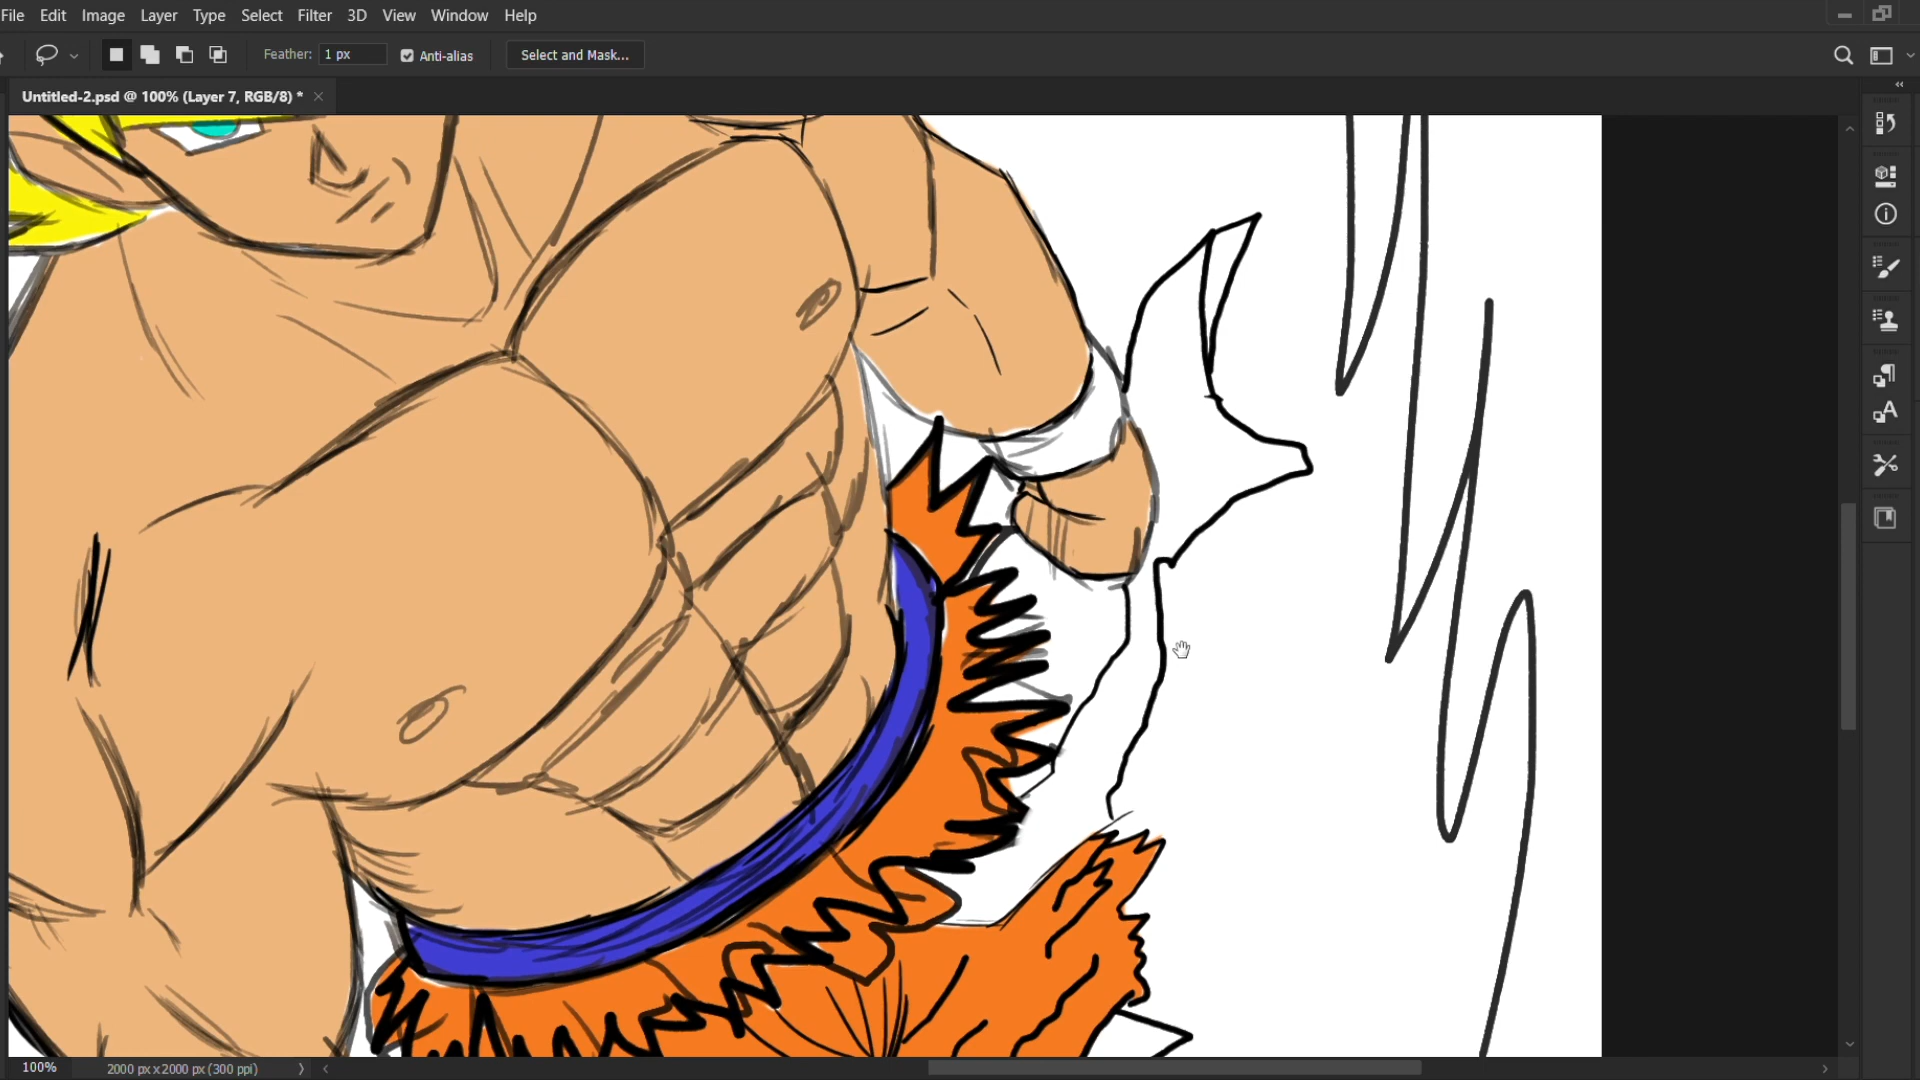 File Edit Image Layer Type Select Filter 3D View Window Help
Feather: 1 px Anti-alias Select and Mask...
Untitled-2.psd @ 100% (Layer 7, RGB/8) *
100% 2000 px x 2000 px (300 ppi)